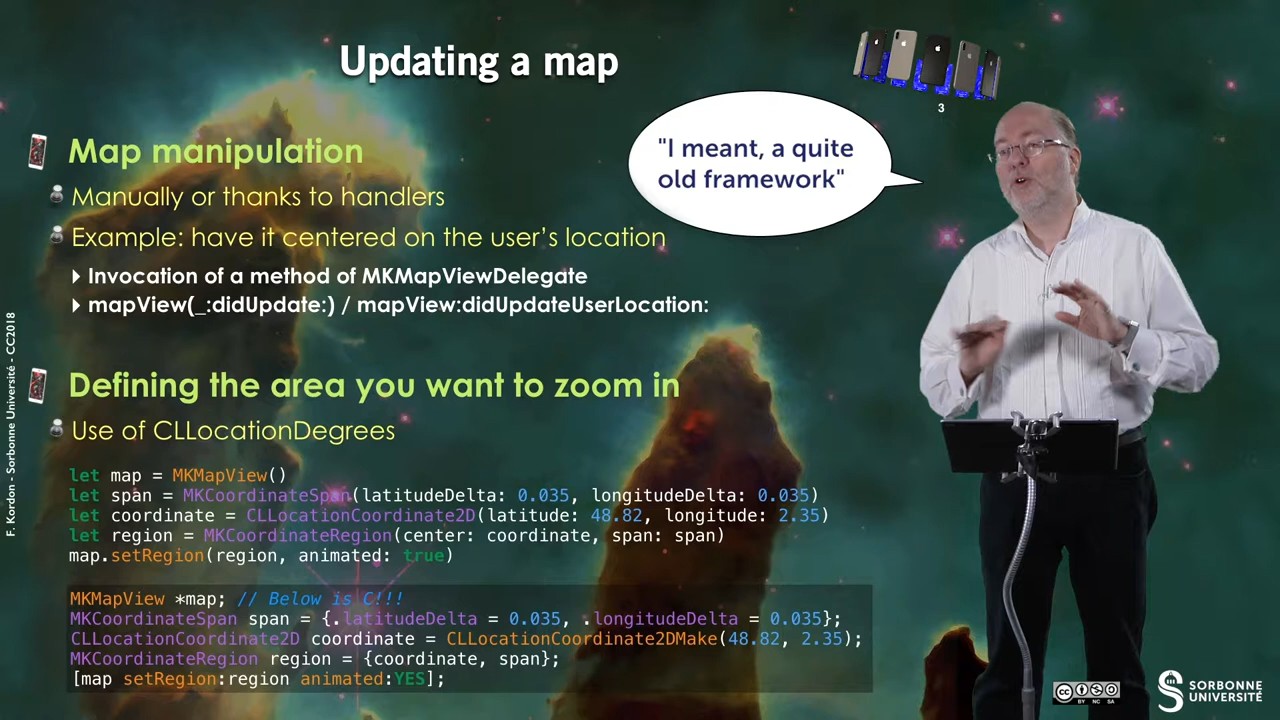 Updating a map
3
"I meant, a quite
old framework"
Map manipulation
Manually or thanks to handlers
Example: have it centered on the user's location
Invocation of a method of MKMapViewDelegate
mapView(_:didUpdate:) / mapView:didUpdateUserLocation:
Defining the area you want to zoom in
Use of CLLocationDegrees
let map = MKMapView()
let span = MKCoordinateSpan(latitudeDelta: 0.035, longitudeDelta: 0.035)
let coordinate = CLLocationCoordinate2D(latitude: 48.82, longitude: 2.35)
let region = MKCoordinateRegion(center: coordinate, span: span)
map.setRegion(region, animated: true)
MKMapView *map; // Below is C!!!
MKCoordinateSpan span = {.latitudeDelta = 0.035, .longitudeDelta = 0.035};
CLLocationCoordinate2D coordinate = CLLocationCoordinate2DMake(48.82, 2.35);
MKCoordinateRegion region = {coordinate, span};
[map setRegion:region animated:YES];
F. Kordon - Sorbonne Université - CC2018
CC BY NC SA
SORBONNE
UNIVERSITÉ